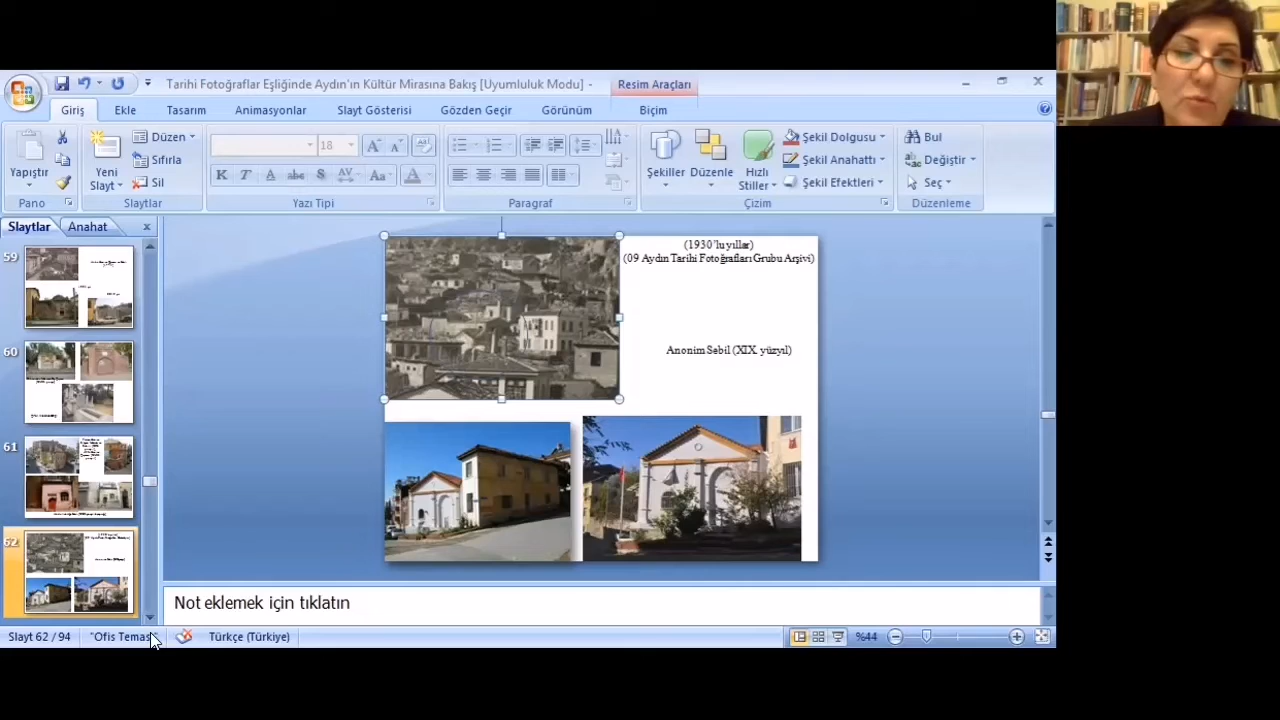 Tarihi Fotoğraflar Eşliğinde Aydın'ın Kültür Mirasına Bakış [Uyumluluk Modu] -
Resim Araçları
Giriş
Ekle
Tasarım
Animasyonlar
Slayt Gösterisi
Gözden Geçir
Görünüm
Biçim
Yapıştır
Yeni
Slayt
Düzen
Sıfırla
Sil
18
K T A abc S AV Aa A
Şekiller
Düzenle
Hızlı
Stiller
Şekil Dolgusu
Şekil Anahattı
Şekil Efektleri
Bul
Değiştir
Seç
Pano
Slaytlar
Yazı Tipi
Paragraf
Çizim
Düzenleme
Slaytlar
Anahat
59
60
61
62
(1930'lu yıllar)
(09 Aydın Tarihi Fotoğrafları Grubu Arşivi)
Anonim Sebil (XIX. yüzyıl)
Not eklemek için tıklatın
Slayt 62 / 94
"Ofis Temas
Türkçe (Türkiye)
%44